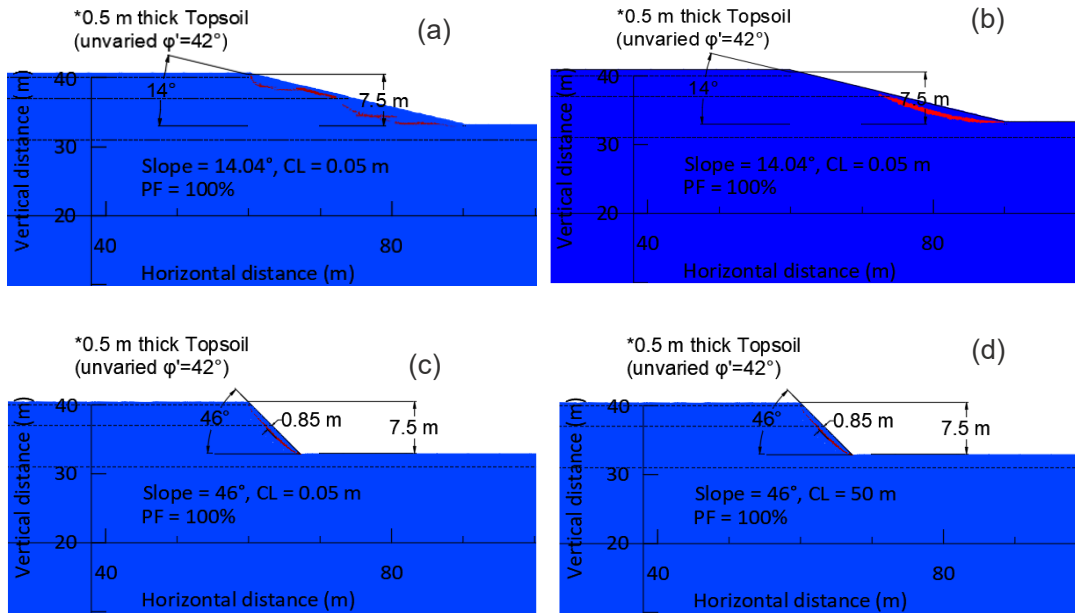 *0.5 m thick Topsoil
(unvaried φ'=42°)
(a)
40
14°
7.5 m
30
Slope = 14.04°, CL = 0.05 m
PF = 100%
20
40
80
Vertical distance (m)
Horizontal distance (m)
*0.5 m thick Topsoil
(unvaried φ'=42°)
(b)
40
14°
7.5 m
30
Slope = 14.04°, CL = 0.05 m
PF = 100%
20
40
80
Vertical distance (m)
Horizontal distance (m)
*0.5 m thick Topsoil
(unvaried φ'=42°)
(c)
40
46°
0.85 m
7.5 m
30
Slope = 46°, CL = 0.05 m
PF = 100%
20
40
80
Vertical distance (m)
Horizontal distance (m)
*0.5 m thick Topsoil
(unvaried φ'=42°)
(d)
40
46°
0.85 m
7.5 m
30
Slope = 46°, CL = 50 m
PF = 100%
20
40
80
Vertical distance (m)
Horizontal distance (m)